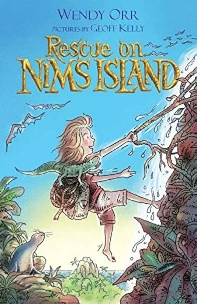 WENDY ORR
PICTURES BY GEOFF KELLY
RESCUE ON
NIM'S ISLAND